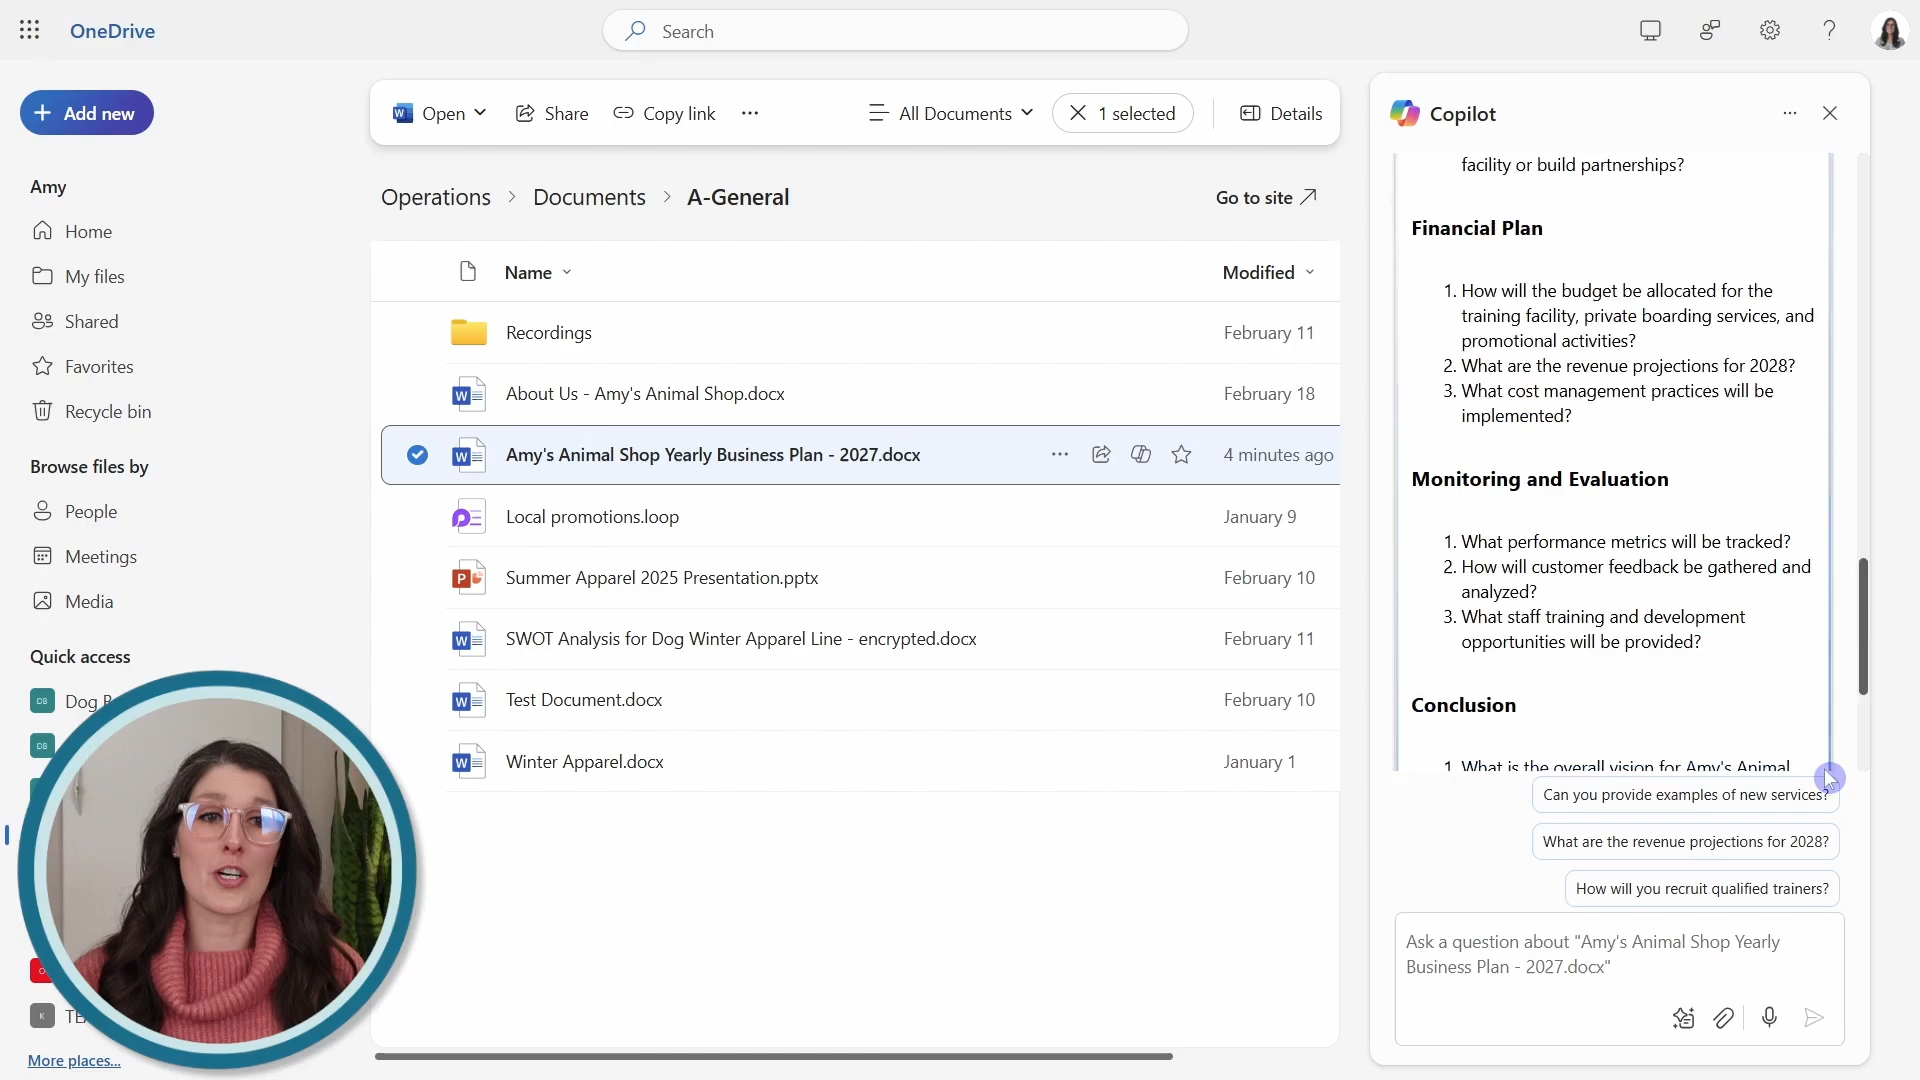 OneDrive
Search
Add new
Open
Share
Copy link
All Documents
1 selected
Details
Amy
Home
My files
Shared
Favorites
Recycle bin
Browse files by
People
Meetings
Media
Quick access
DB Dog
DB
K
More places...
Operations > Documents > A-General
Go to site
Name
Modified
Recordings
February 11
About Us - Amy's Animal Shop.docx
February 18
Amy's Animal Shop Yearly Business Plan - 2027.docx
4 minutes ago
Local promotions.loop
January 9
Summer Apparel 2025 Presentation.pptx
February 10
SWOT Analysis for Dog Winter Apparel Line - encrypted.docx
February 11
Test Document.docx
February 10
Winter Apparel.docx
January 1
Copilot
facility or build partnerships?
Financial Plan
1. How will the budget be allocated for the
training facility, private boarding services, and
promotional activities?
2. What are the revenue projections for 2028?
3. What cost management practices will be
implemented?
Monitoring and Evaluation
1. What performance metrics will be tracked?
2. How will customer feedback be gathered and
analyzed?
3. What staff training and development
opportunities will be provided?
Conclusion
1. What is the overall vision for Amy's Animal
Can you provide examples of new services?
What are the revenue projections for 2028?
How will you recruit qualified trainers?
Ask a question about "Amy's Animal Shop Yearly
Business Plan - 2027.docx"